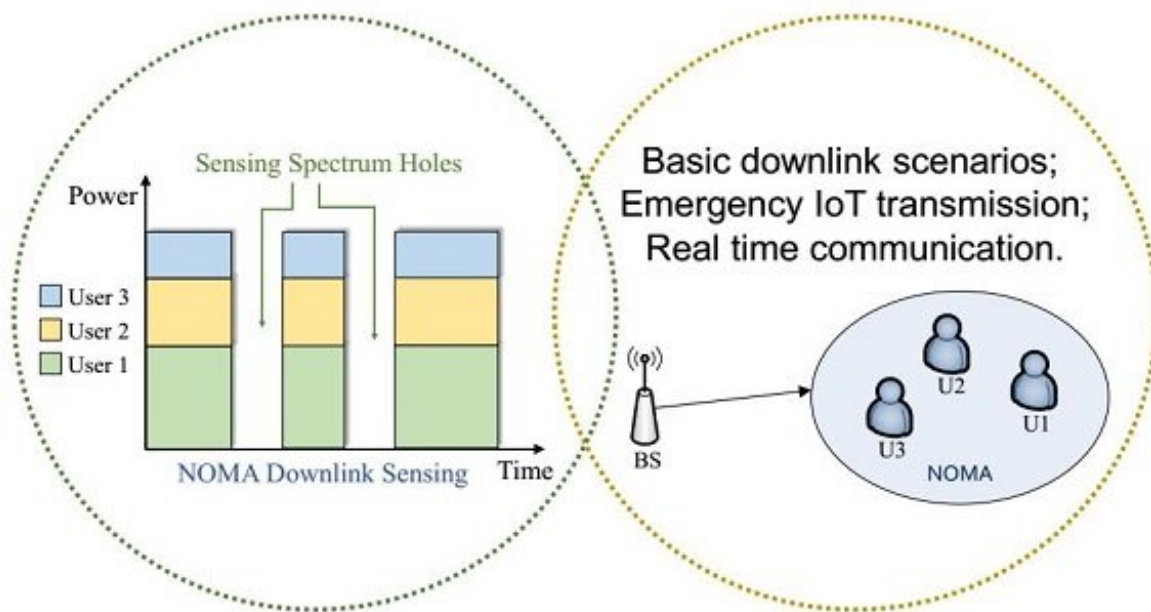 Sensing Spectrum Holes
Power
User 3
User 2
User 1
Time
NOMA Downlink Sensing
Basic downlink scenarios;
Emergency IoT transmission;
Real time communication.
U2
U1
U3
BS
NOMA